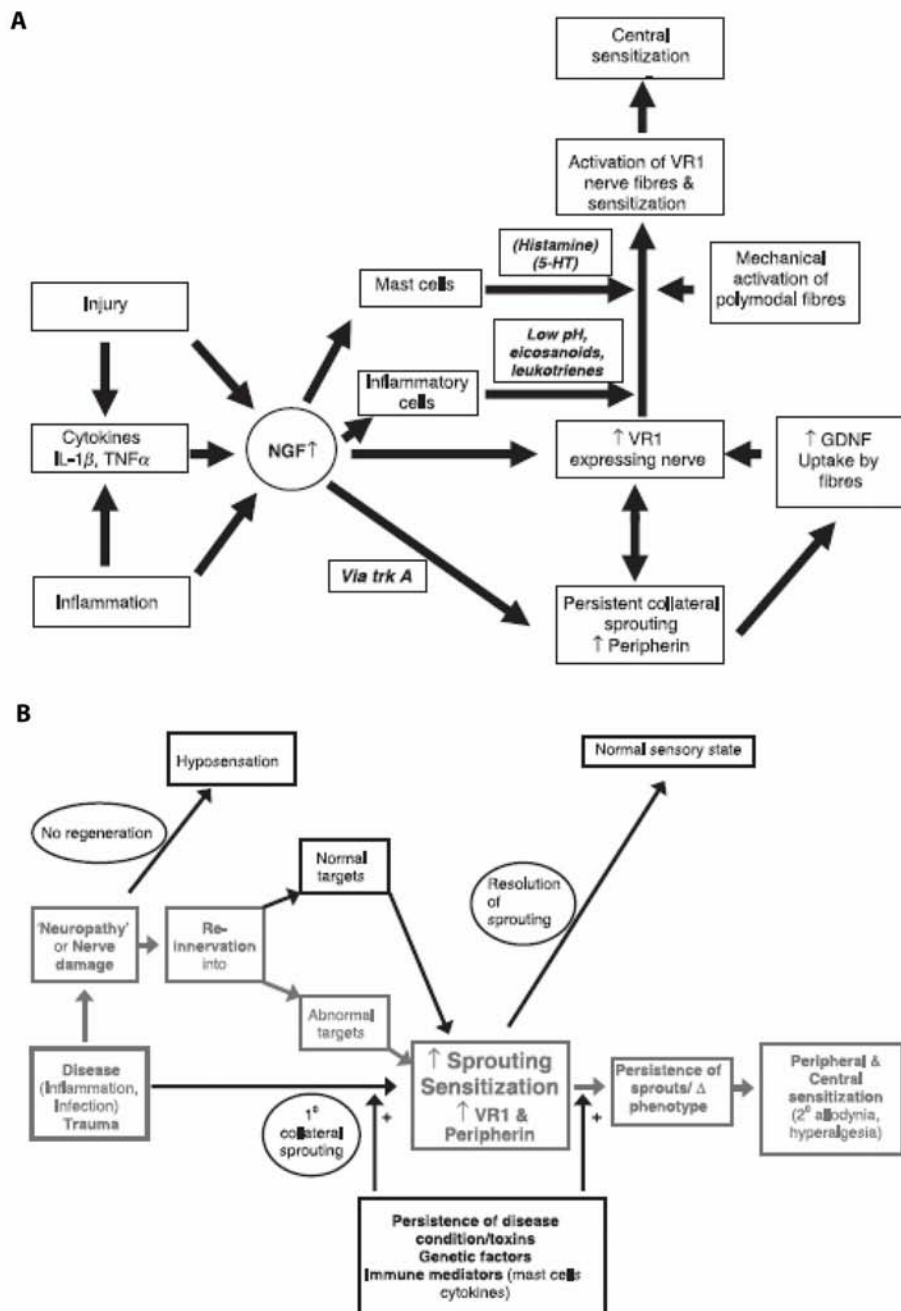 A
Central
sensitization
Activation of VR1
nerve fibres &
sensitization
(Histamine)
(5-HT)
Mechanical
activation of
polymodal fibres
Mast cells
Injury
Low pH,
eicosanoids,
leukotrienes
Inflammatory
cells
Cytokines
IL-1β, TNFα
NGF↑
↑ VR1
expressing nerve
↑ GDNF
Uptake by
fibres
Via trk A
Inflammation
Persistent collateral
sprouting
↑ Peripherin
B
Hyposensation
Normal sensory state
No regeneration
Normal
targets
Resolution
of
sprouting
'Neuropathy'
or Nerve
damage
Re-
innervation
into
Abnormal
targets
Disease
(Inflammation,
Infection)
Trauma
↑ Sprouting
Sensitization
↑ VR1 &
Peripherin
Persistence of
sprouts/ Δ
phenotype
Peripheral &
Central
sensitization
(2⁰ allodynia,
hyperalgesia)
1⁰
collateral
sprouting
+
+
Persistence of disease
condition/toxins
Genetic factors
Immune mediators (mast cells
cytokines)